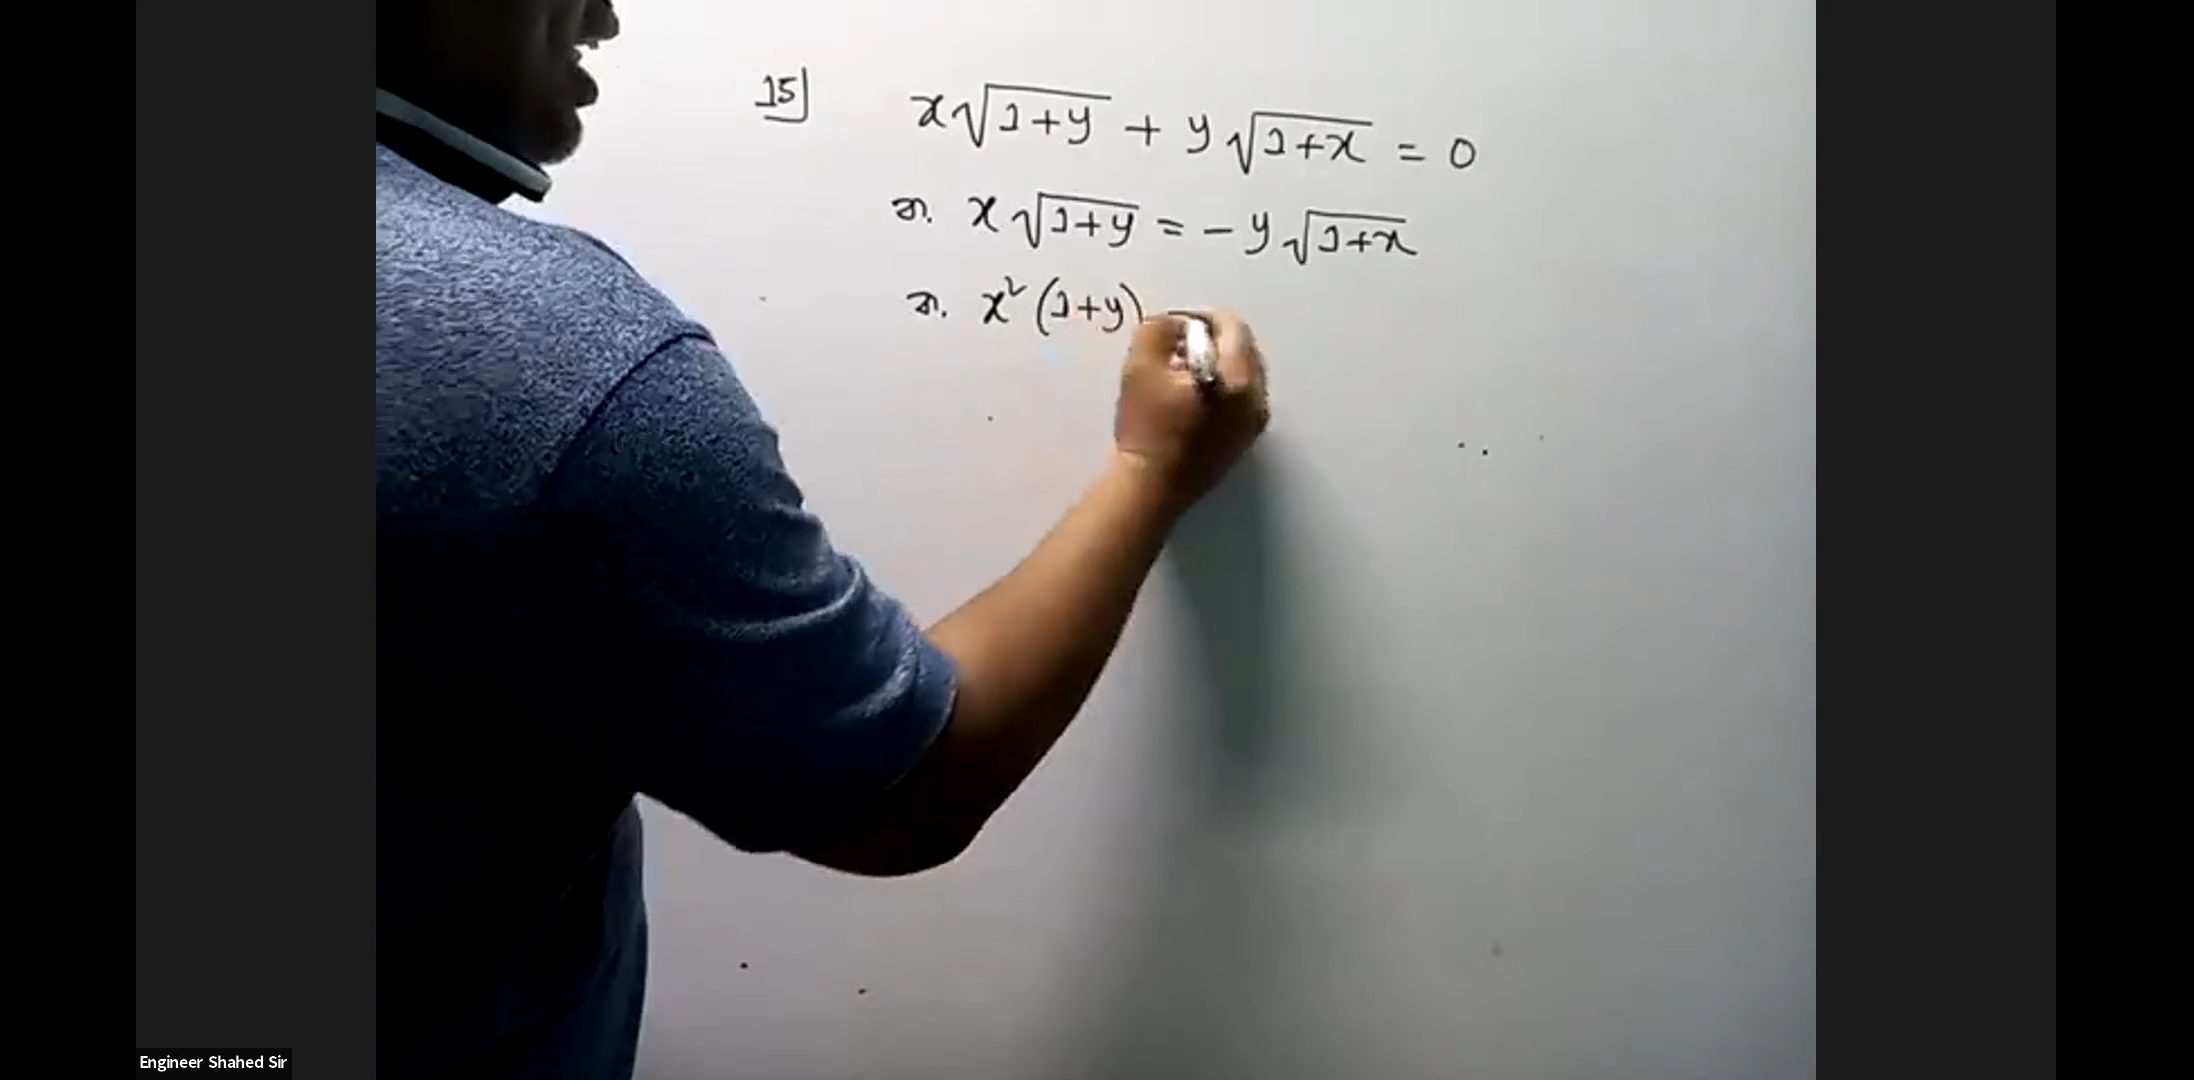 15]
x√(1+y) + y√(1+x) = 0
বা, x√(1+y) = - y√(1+x)
বা, x² (1+y) =
Engineer Shahed Sir